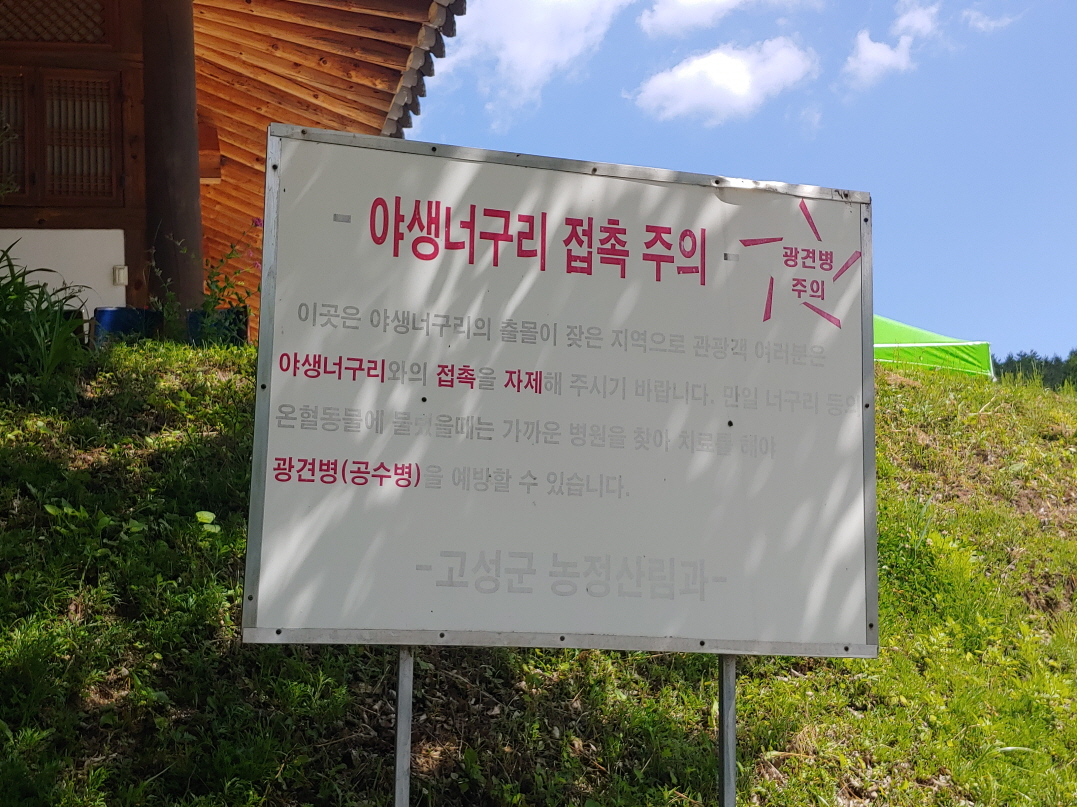 - 야생너구리 접촉 주의 -
광견병
주의
이곳은 야생너구리의 출몰이 잦은 지역으로 관광객 여러분은
야생너구리와의 접촉을 자제해 주시기 바랍니다. 만일 너구리 등의
온혈동물에 물렸을때는 가까운 병원을 찾아 치료를 해야
광견병(공수병)을 예방할 수 있습니다.
-고성군 농정산림과-